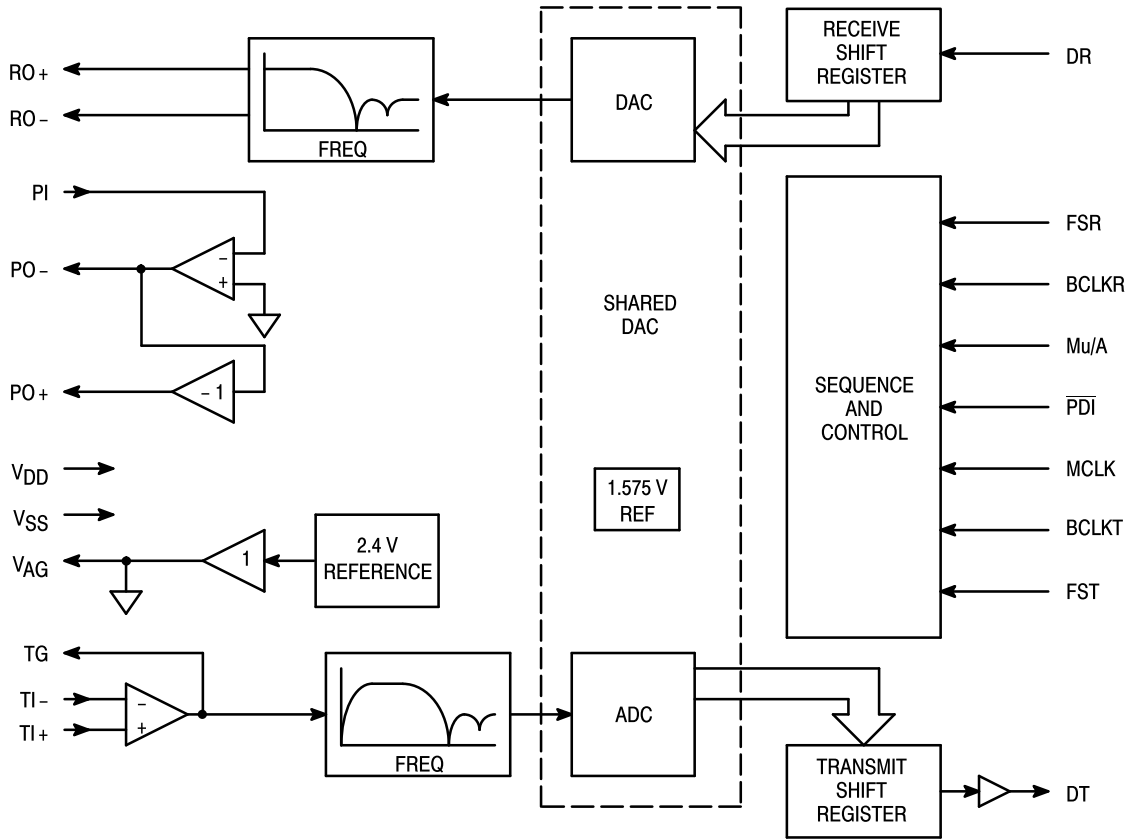 RECEIVE
SHIFT
REGISTER
DR
RO +
RO –
DAC
FREQ
PI
PO –
–
+
PO +
– 1
SHARED
DAC
SEQUENCE
AND
CONTROL
FSR
BCLKR
Mu/A
PDI
MCLK
BCLKT
FST
VDD
VSS
VAG
1
2.4 V
REFERENCE
1.575 V
REF
TG
TI –
TI +
–
+
FREQ
ADC
TRANSMIT
SHIFT
REGISTER
DT